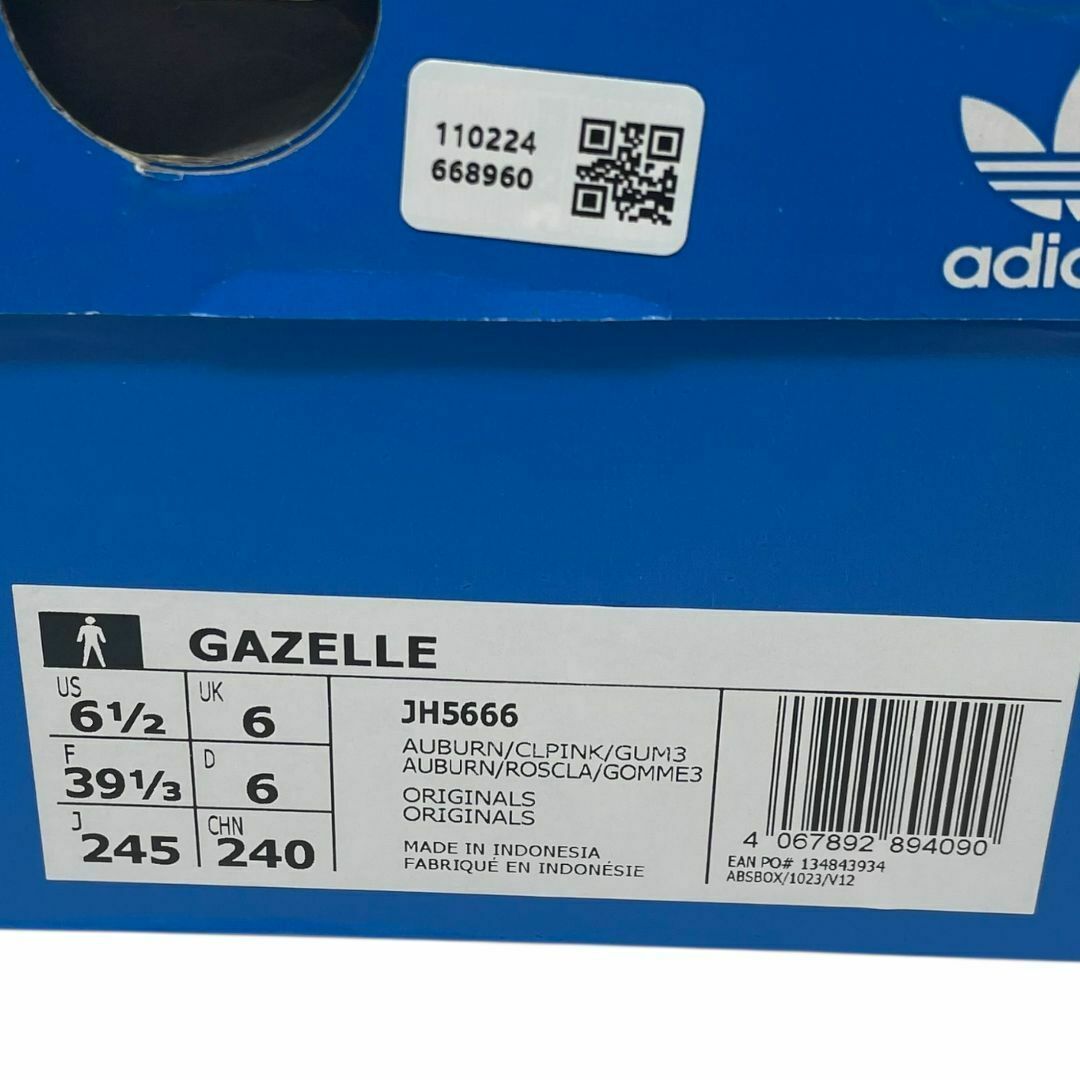 110224
668960
adid
GAZELLE
US
6½
UK
6
F
39⅓
D
6
J
245
CHN
240
JH5666
AUBURN/CLPINK/GUM3
AUBURN/ROSCLA/GOMME3
ORIGINALS
ORIGINALS
MADE IN INDONESIA
FABRIQUÉ EN INDONÉSIE
4 067892 894090
EAN PO# 134843934
ABSBOX/1023/V12